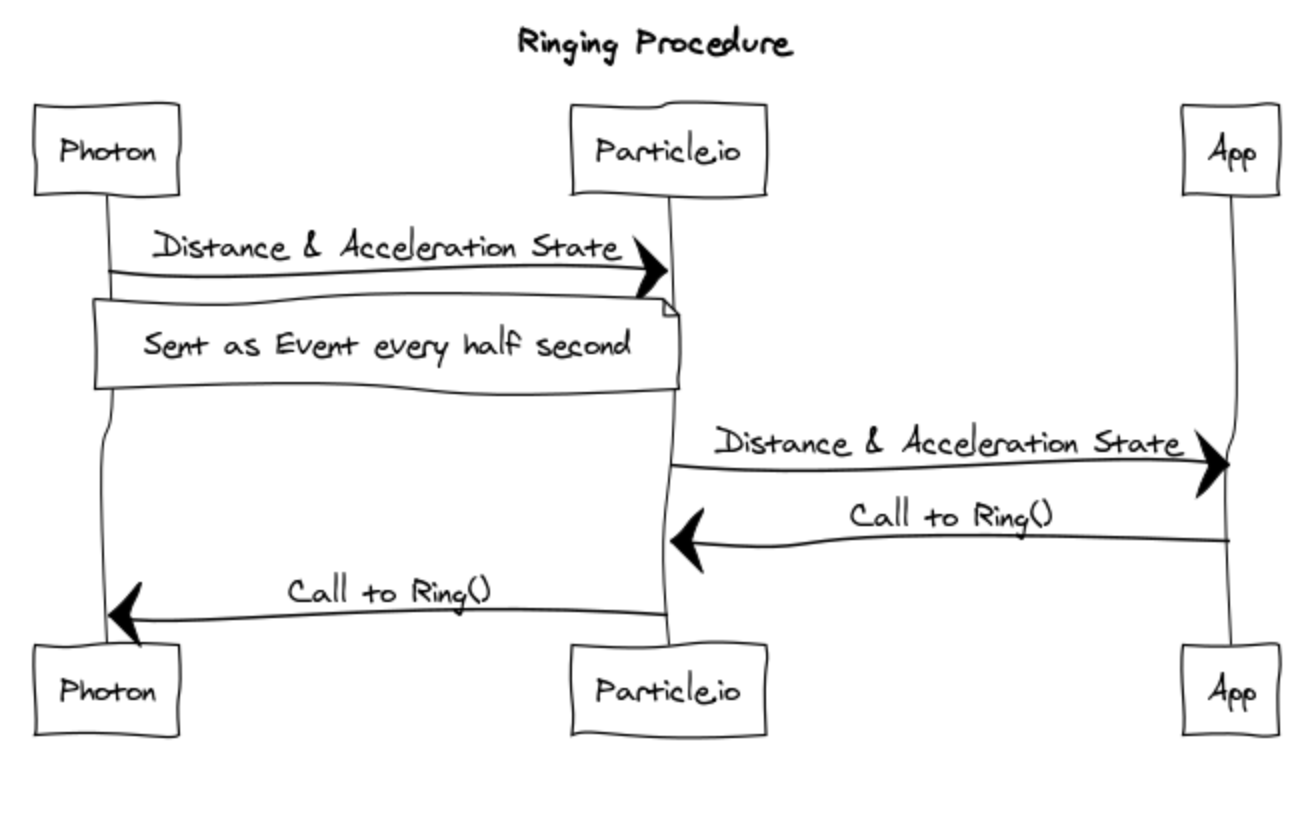 Ringing Procedure
Photon
Particle.io
App
Distance & Acceleration State
Sent as Event every half second
Distance & Acceleration State
Call to Ring()
Call to Ring()
Photon
Particle.io
App